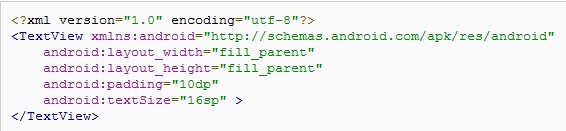 <?xml version="1.0" encoding="utf-8"?>
<TextView xmlns:android="http://schemas.android.com/apk/res/android"
    android:layout_width="fill_parent"
    android:layout_height="fill_parent"
    android:padding="10dp"
    android:textSize="16sp" >
</TextView>